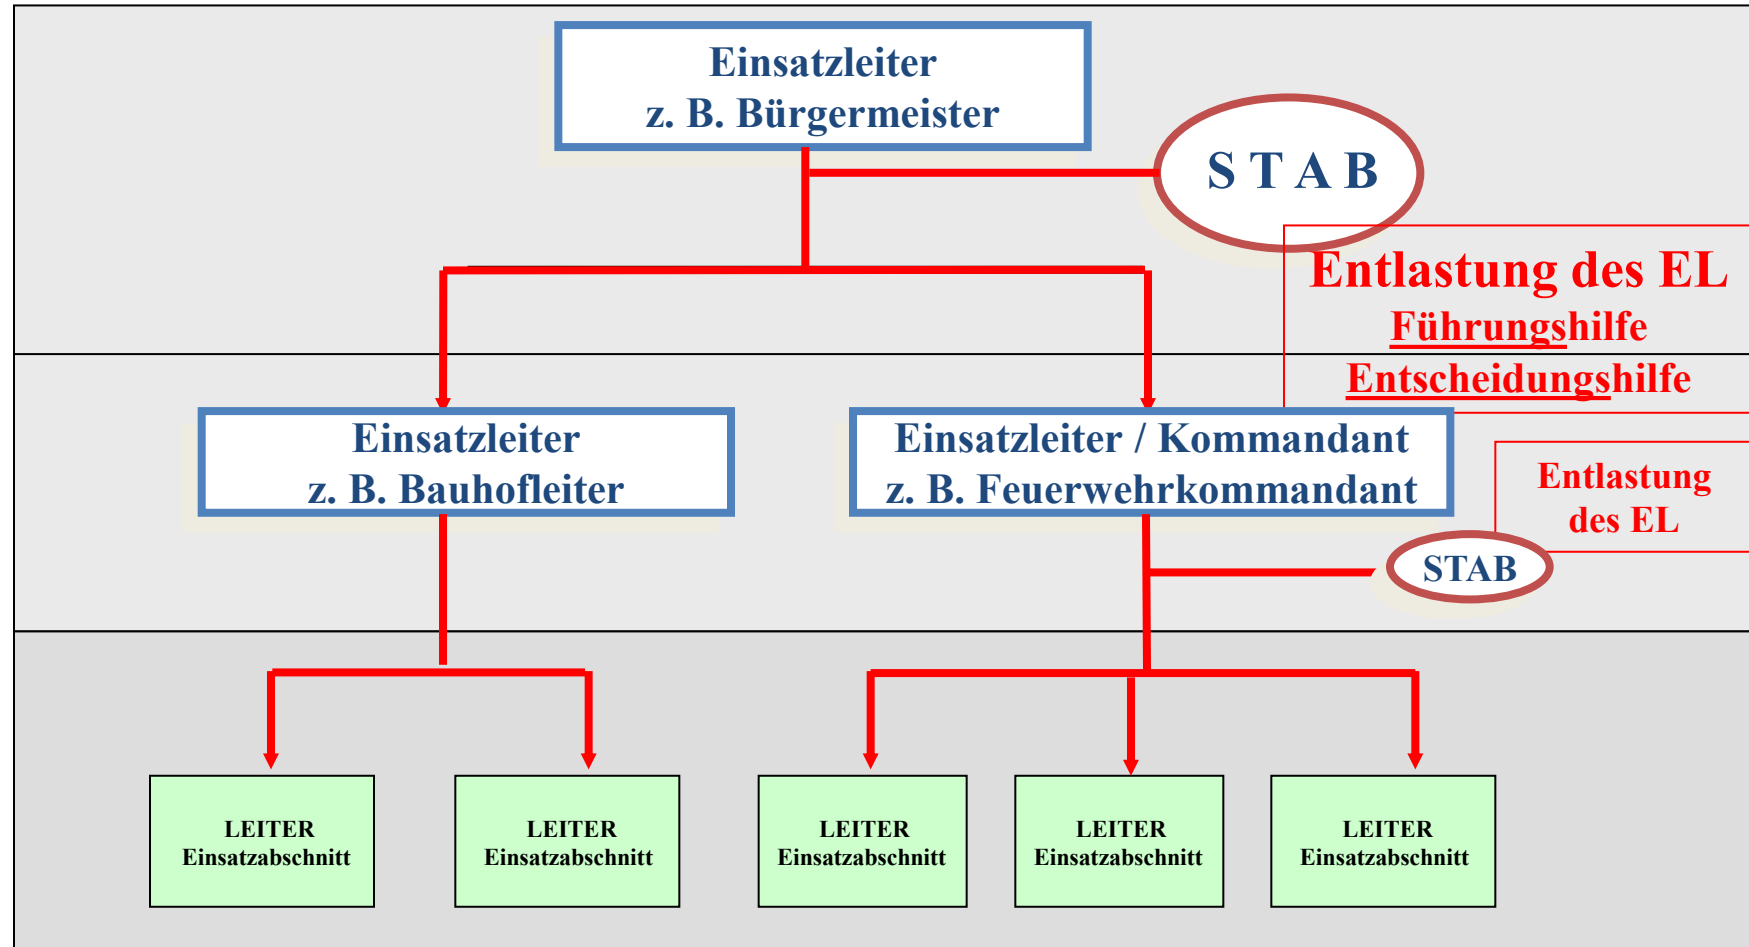 Einsatzleiter
z. B. Bürgermeister
S T A B
Entlastung des EL
Führungshilfe
Entscheidungshilfe
Einsatzleiter
z. B. Bauhofleiter
Einsatzleiter / Kommandant
z. B. Feuerwehrkommandant
Entlastung
des EL
STAB
LEITER
Einsatzabschnitt
LEITER
Einsatzabschnitt
LEITER
Einsatzabschnitt
LEITER
Einsatzabschnitt
LEITER
Einsatzabschnitt